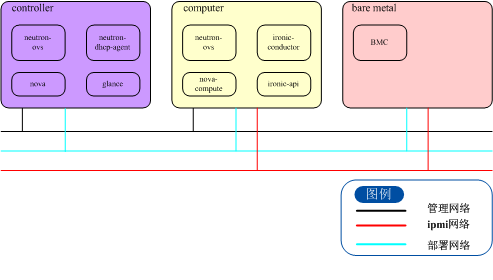 controller
neutron-
ovs
neutron-
dhcp-agent
nova
glance
computer
neutron-
ovs
ironic-
conductor
nova-
compute
ironic-api
bare metal
BMC
图例
管理网络
ipmi网络
部署网络